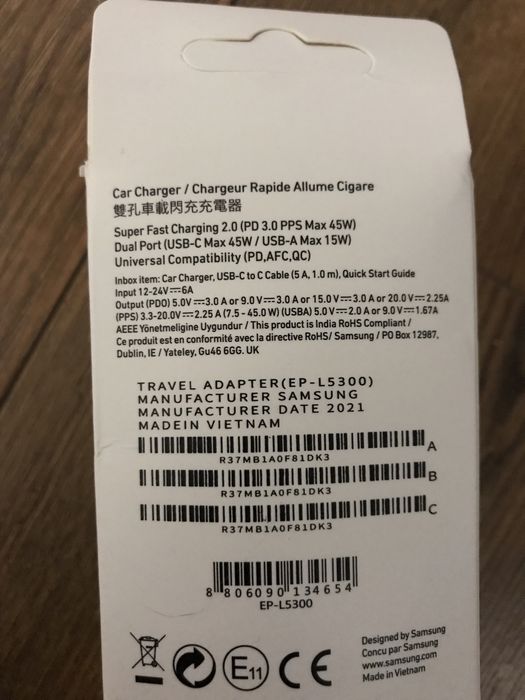 Car Charger / Chargeur Rapide Allume Cigare
雙孔車載閃充充電器
Super Fast Charging 2.0 (PD 3.0 PPS Max 45W)
Dual Port (USB-C Max 45W / USB-A Max 15W)
Universal Compatibility (PD,AFC,QC)
Inbox item: Car Charger, USB-C to C Cable (5 A, 1.0 m), Quick Start Guide
Input 12-24V⎓6A
Output (PDO) 5.0V⎓3.0 A or 9.0 V⎓3.0 A or 15.0 V⎓3.0 A or 20.0 V⎓2.25A
(PPS) 3.3-20.0V⎓2.25 A (7.5 - 45.0 W) (USBA) 5.0 V⎓2.0 A or 9.0 V⎓1.67A
AEEE Yönetmeligine Uygundur / This product is India RoHS Compliant /
Ce produit est en conformité avec la directive RoHS/ Samsung / PO Box 12987,
Dublin, IE / Yateley, Gu46 6GG. UK
TRAVEL ADAPTER(EP-L5300)
MANUFACTURER SAMSUNG
MANUFACTURER DATE 2021
MADEIN VIETNAM
A
R37MB1A0F81DK3
B
R37MB1A0F81DK3
C
R37MB1A0F81DK3
8 806090 134654
EP-L5300
E11
CE
Designed by Samsung
Concu par Samsung
www.samsung.com
Made in Vietnam